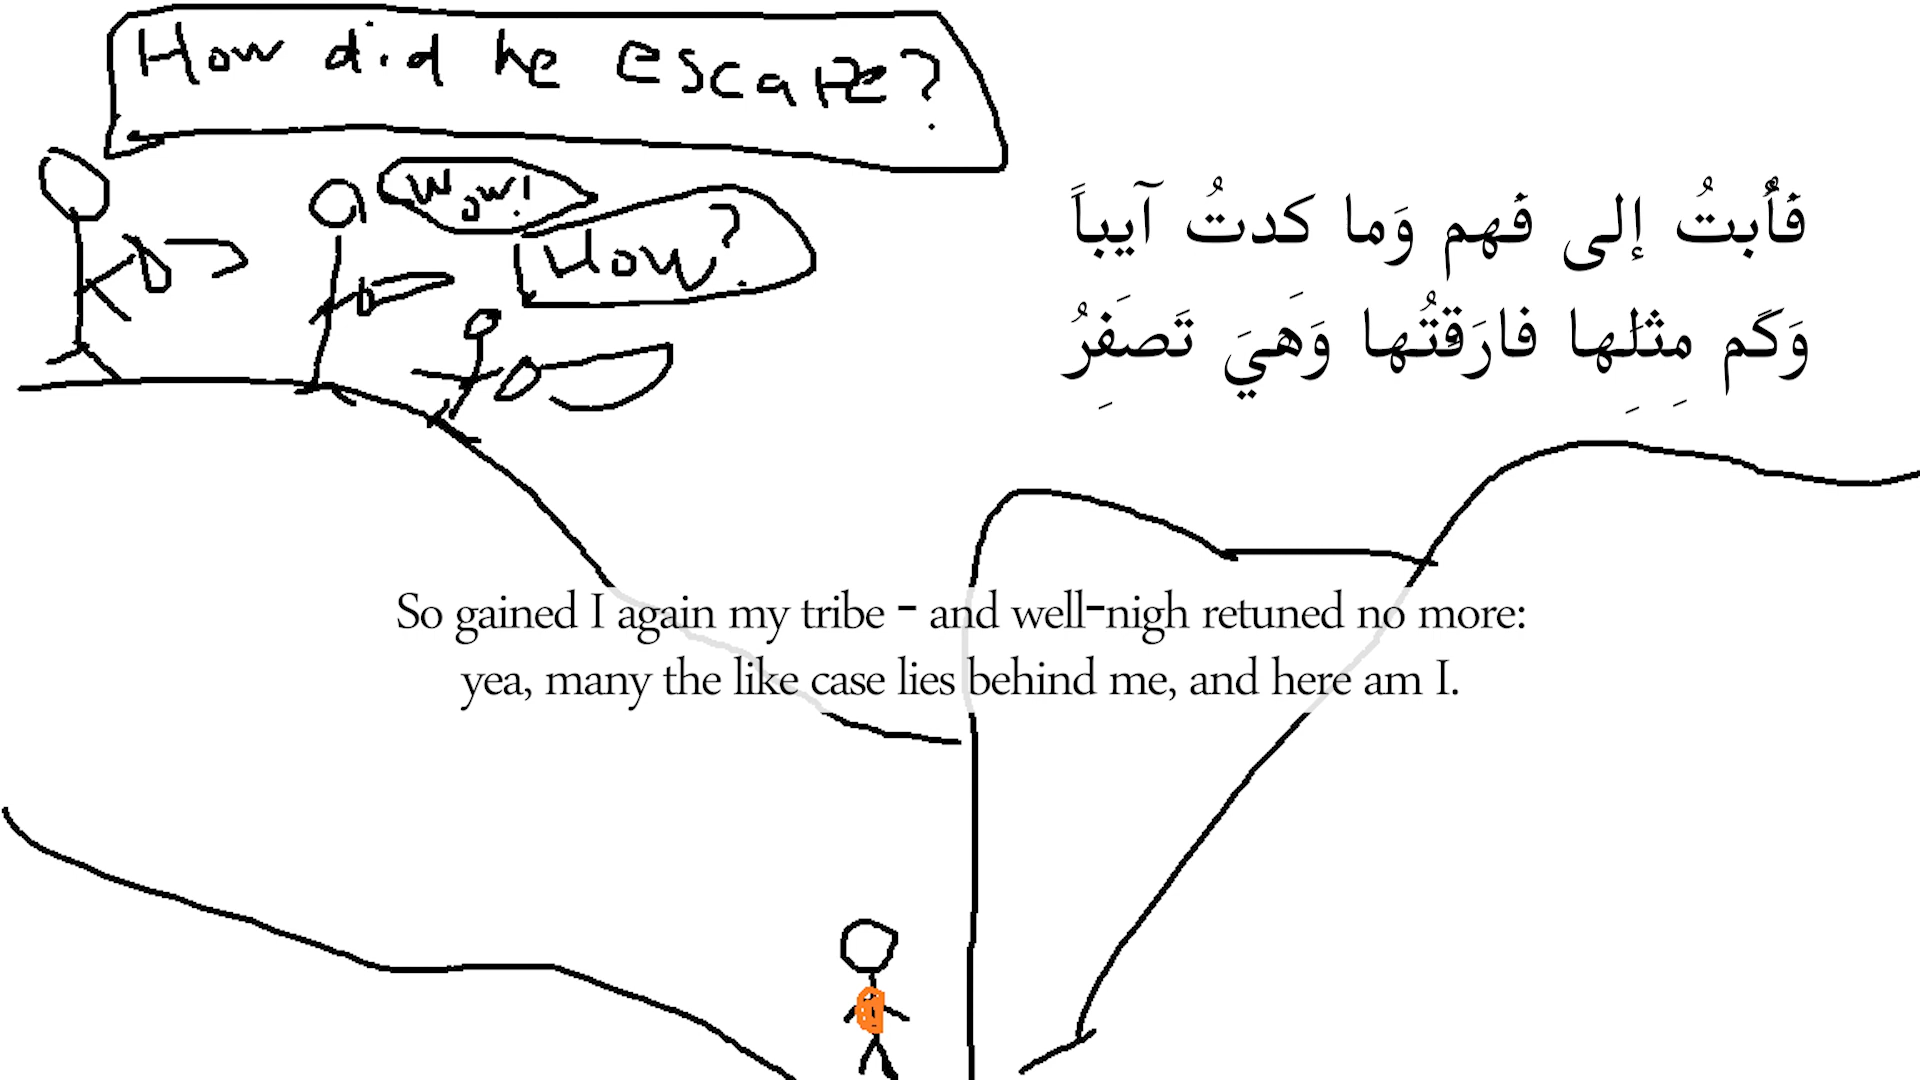 How did he escape?
Wow!
How?
فَأُبتُ إلى فَهم وَما كدتُ آيباً
وَكَم مِثلِها فارَقتُها وَهيَ تَصفَرُ
So gained I again my tribe - and well-nigh retuned no more:
yea, many the like case lies behind me, and here am I.